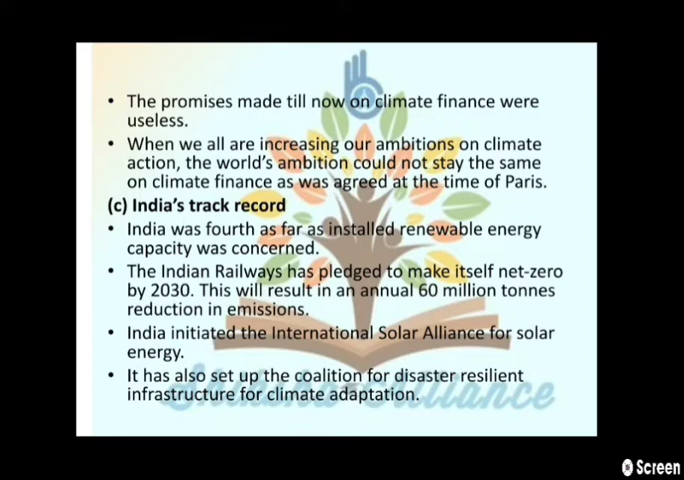 • The promises made till now on climate finance were
useless.
• When we all are increasing our ambitions on climate
action, the world's ambition could not stay the same
on climate finance as was agreed at the time of Paris.
(c) India's track record
• India was fourth as far as installed renewable energy
capacity was concerned.
• The Indian Railways has pledged to make itself net-zero
by 2030. This will result in an annual 60 million tonnes
reduction in emissions.
• India initiated the International Solar Alliance for solar
energy.
• It has also set up the coalition for disaster resilient
infrastructure for climate adaptation.
Alliance
Screen